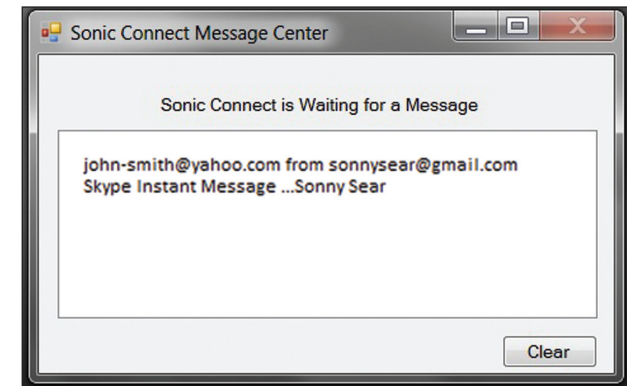 Sonic Connect Message Center
Sonic Connect is Waiting for a Message
john-smith@yahoo.com from sonnysear@gmail.com
Skype Instant Message ...Sonny Sear
Clear